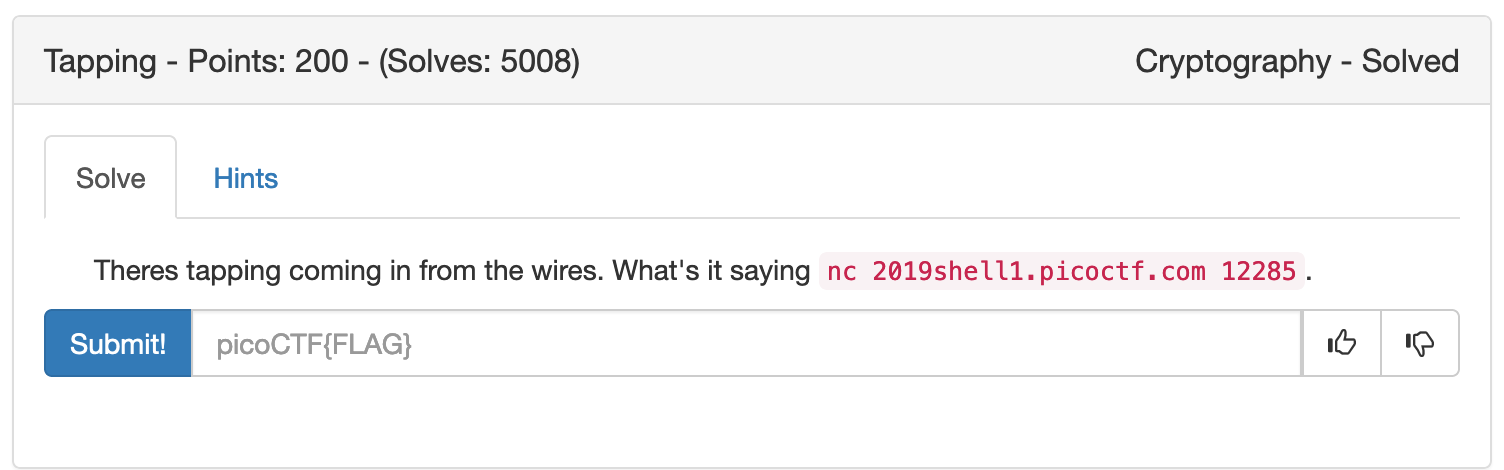 Tapping - Points: 200 - (Solves: 5008) Cryptography - Solved
Solve Hints
Theres tapping coming in from the wires. What's it saying nc 2019shell1.picoctf.com 12285.
Submit! picoCTF{FLAG}